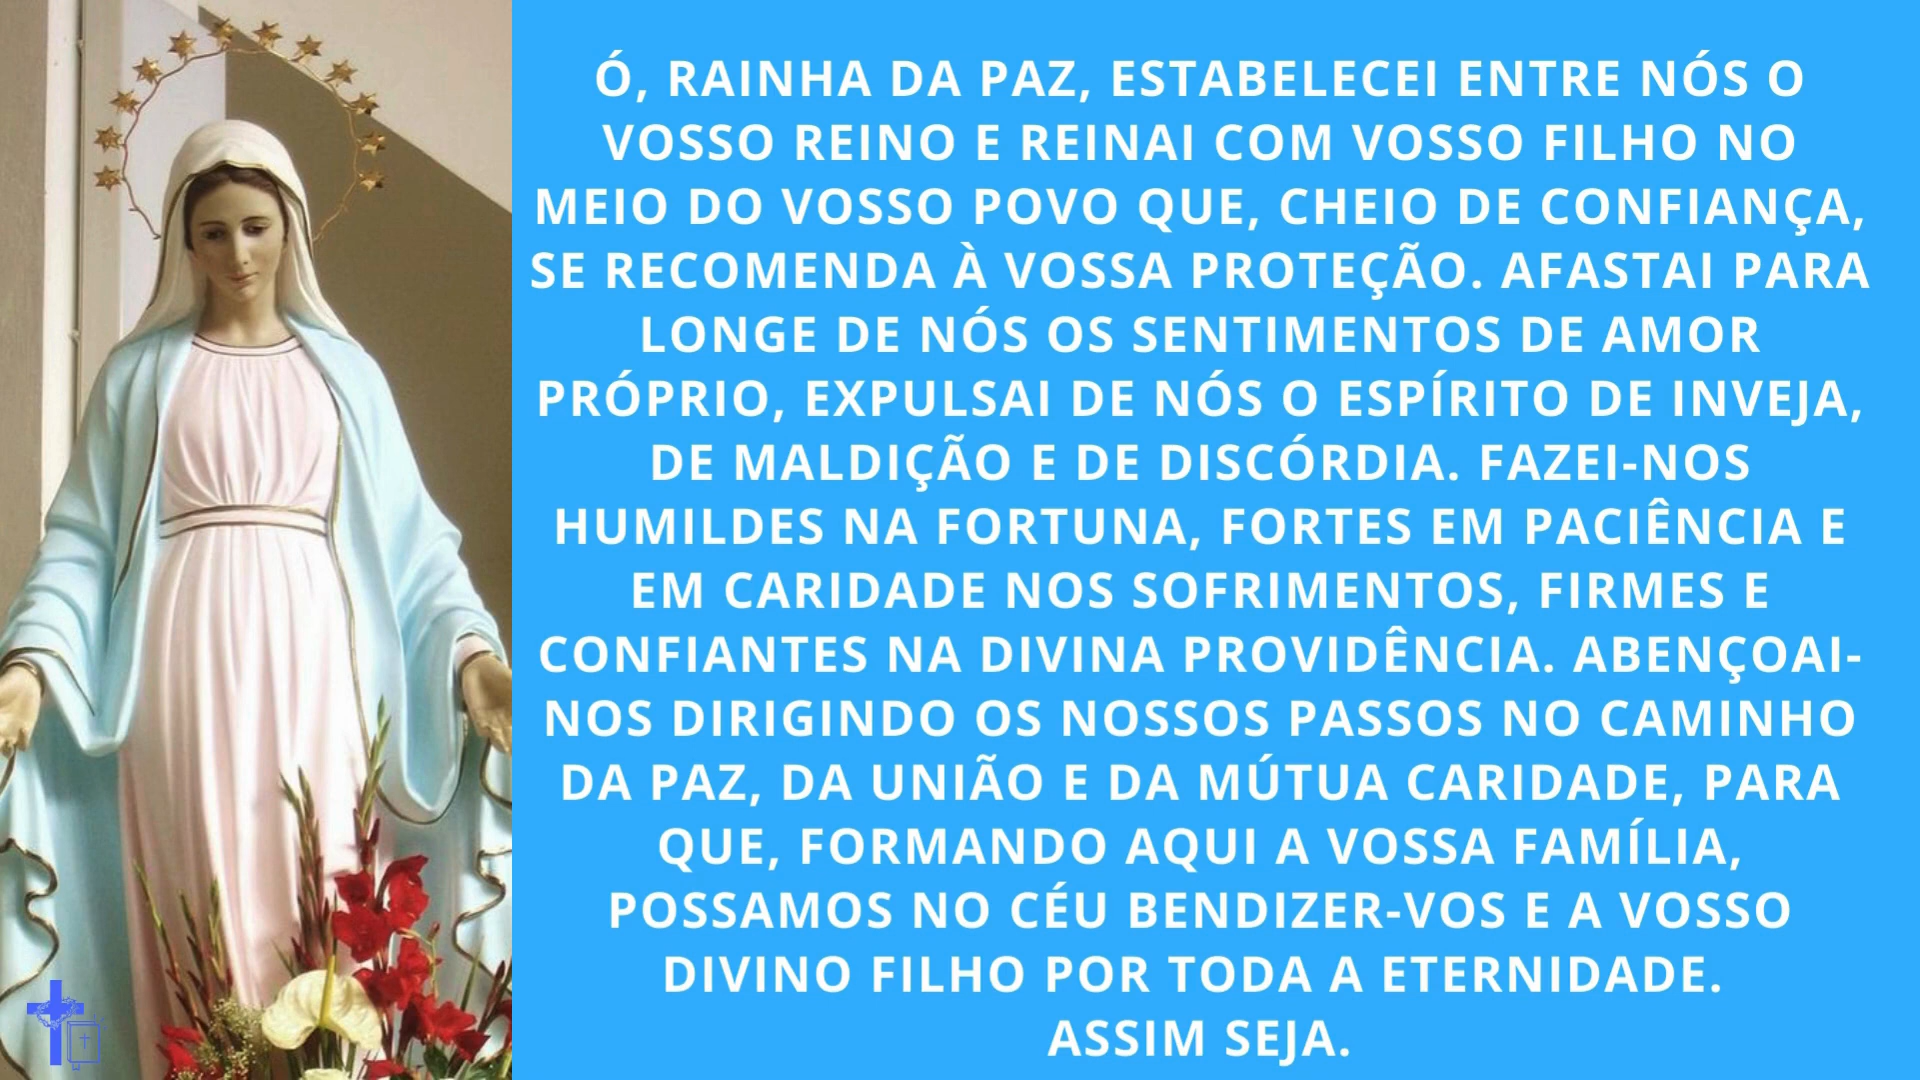 Ó, RAINHA DA PAZ, ESTABELECEI ENTRE NÓS O
VOSSO REINO E REINAI COM VOSSO FILHO NO
MEIO DO VOSSO POVO QUE, CHEIO DE CONFIANÇA,
SE RECOMENDA À VOSSA PROTEÇÃO. AFASTAI PARA
LONGE DE NÓS OS SENTIMENTOS DE AMOR
PRÓPRIO, EXPULSAI DE NÓS O ESPÍRITO DE INVEJA,
DE MALDIÇÃO E DE DISCÓRDIA. FAZEI-NOS
HUMILDES NA FORTUNA, FORTES EM PACIÊNCIA E
EM CARIDADE NOS SOFRIMENTOS, FIRMES E
CONFIANTES NA DIVINA PROVIDÊNCIA. ABENÇOAI-
NOS DIRIGINDO OS NOSSOS PASSOS NO CAMINHO
DA PAZ, DA UNIÃO E DA MÚTUA CARIDADE, PARA
QUE, FORMANDO AQUI A VOSSA FAMÍLIA,
POSSAMOS NO CÉU BENDIZER-VOS E A VOSSO
DIVINO FILHO POR TODA A ETERNIDADE.
ASSIM SEJA.